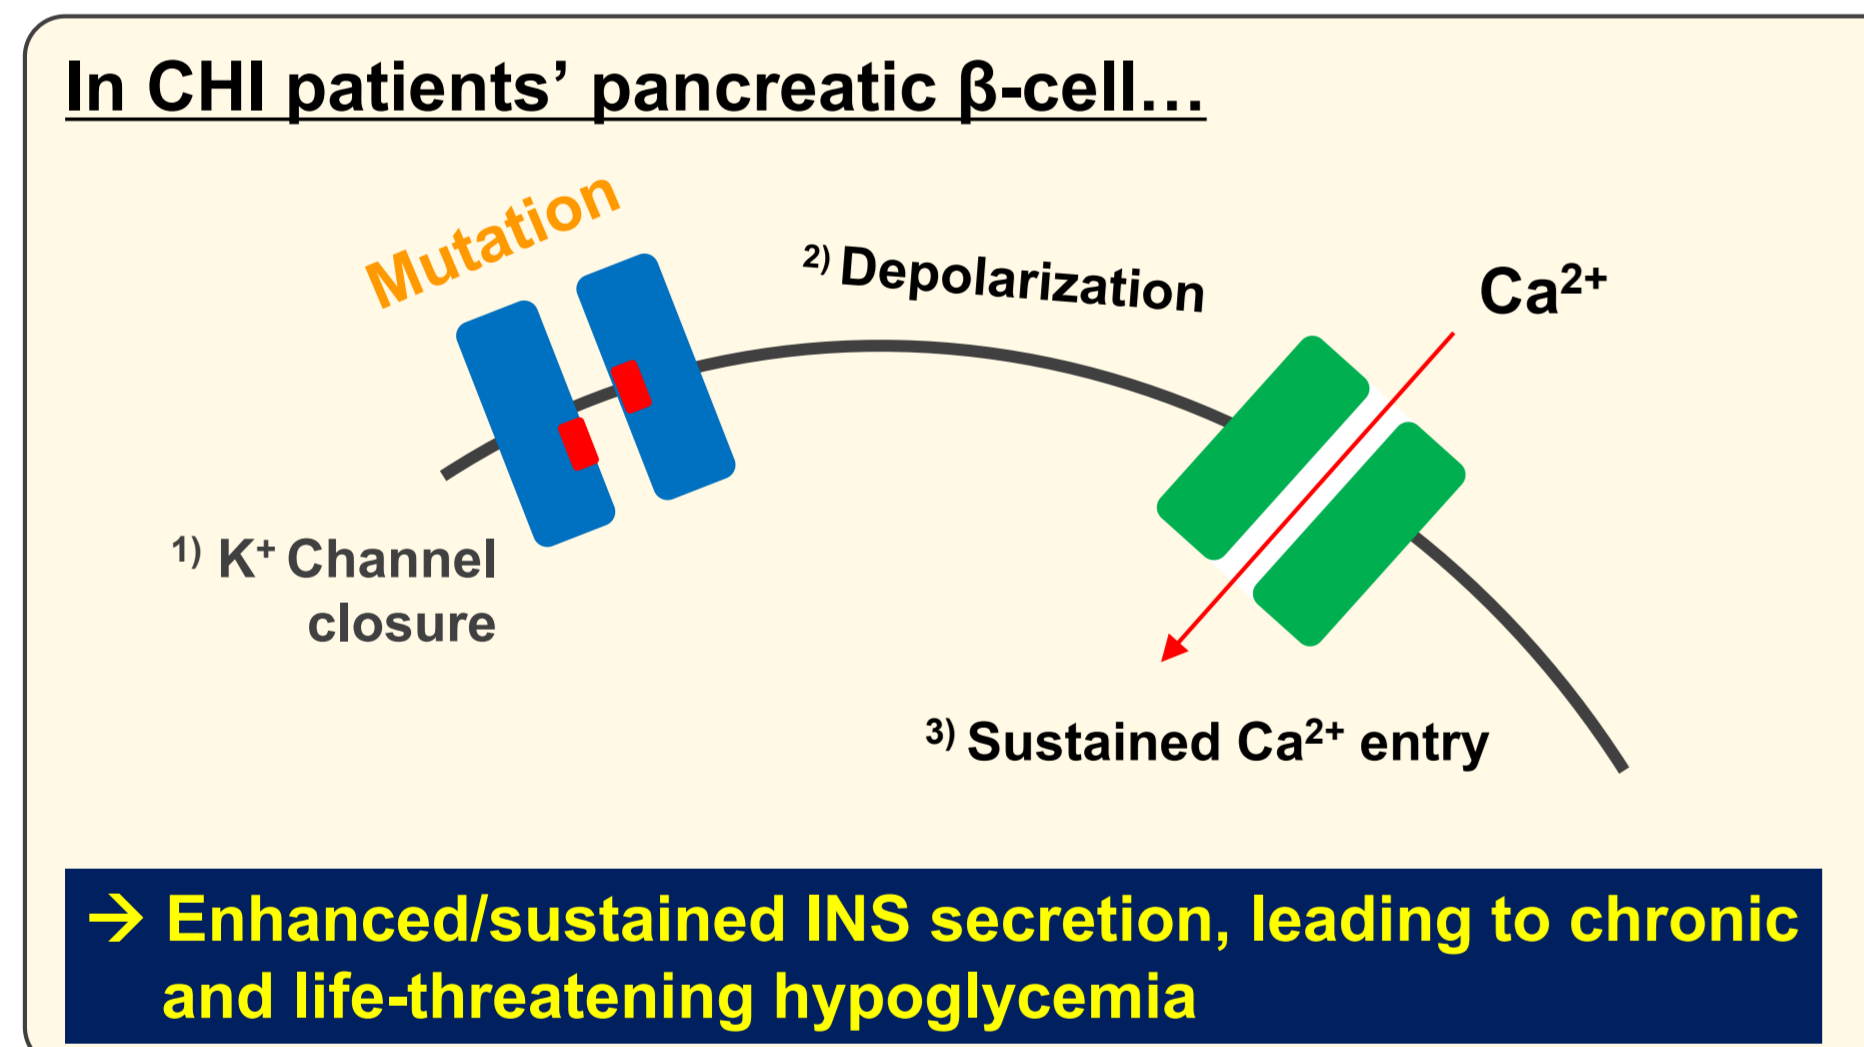 In CHI patients’ pancreatic β-cell…
Mutation
2) Depolarization
Ca2+
1) K+ Channel
closure
3) Sustained Ca2+ entry
→ Enhanced/sustained INS secretion, leading to chronic
and life-threatening hypoglycemia